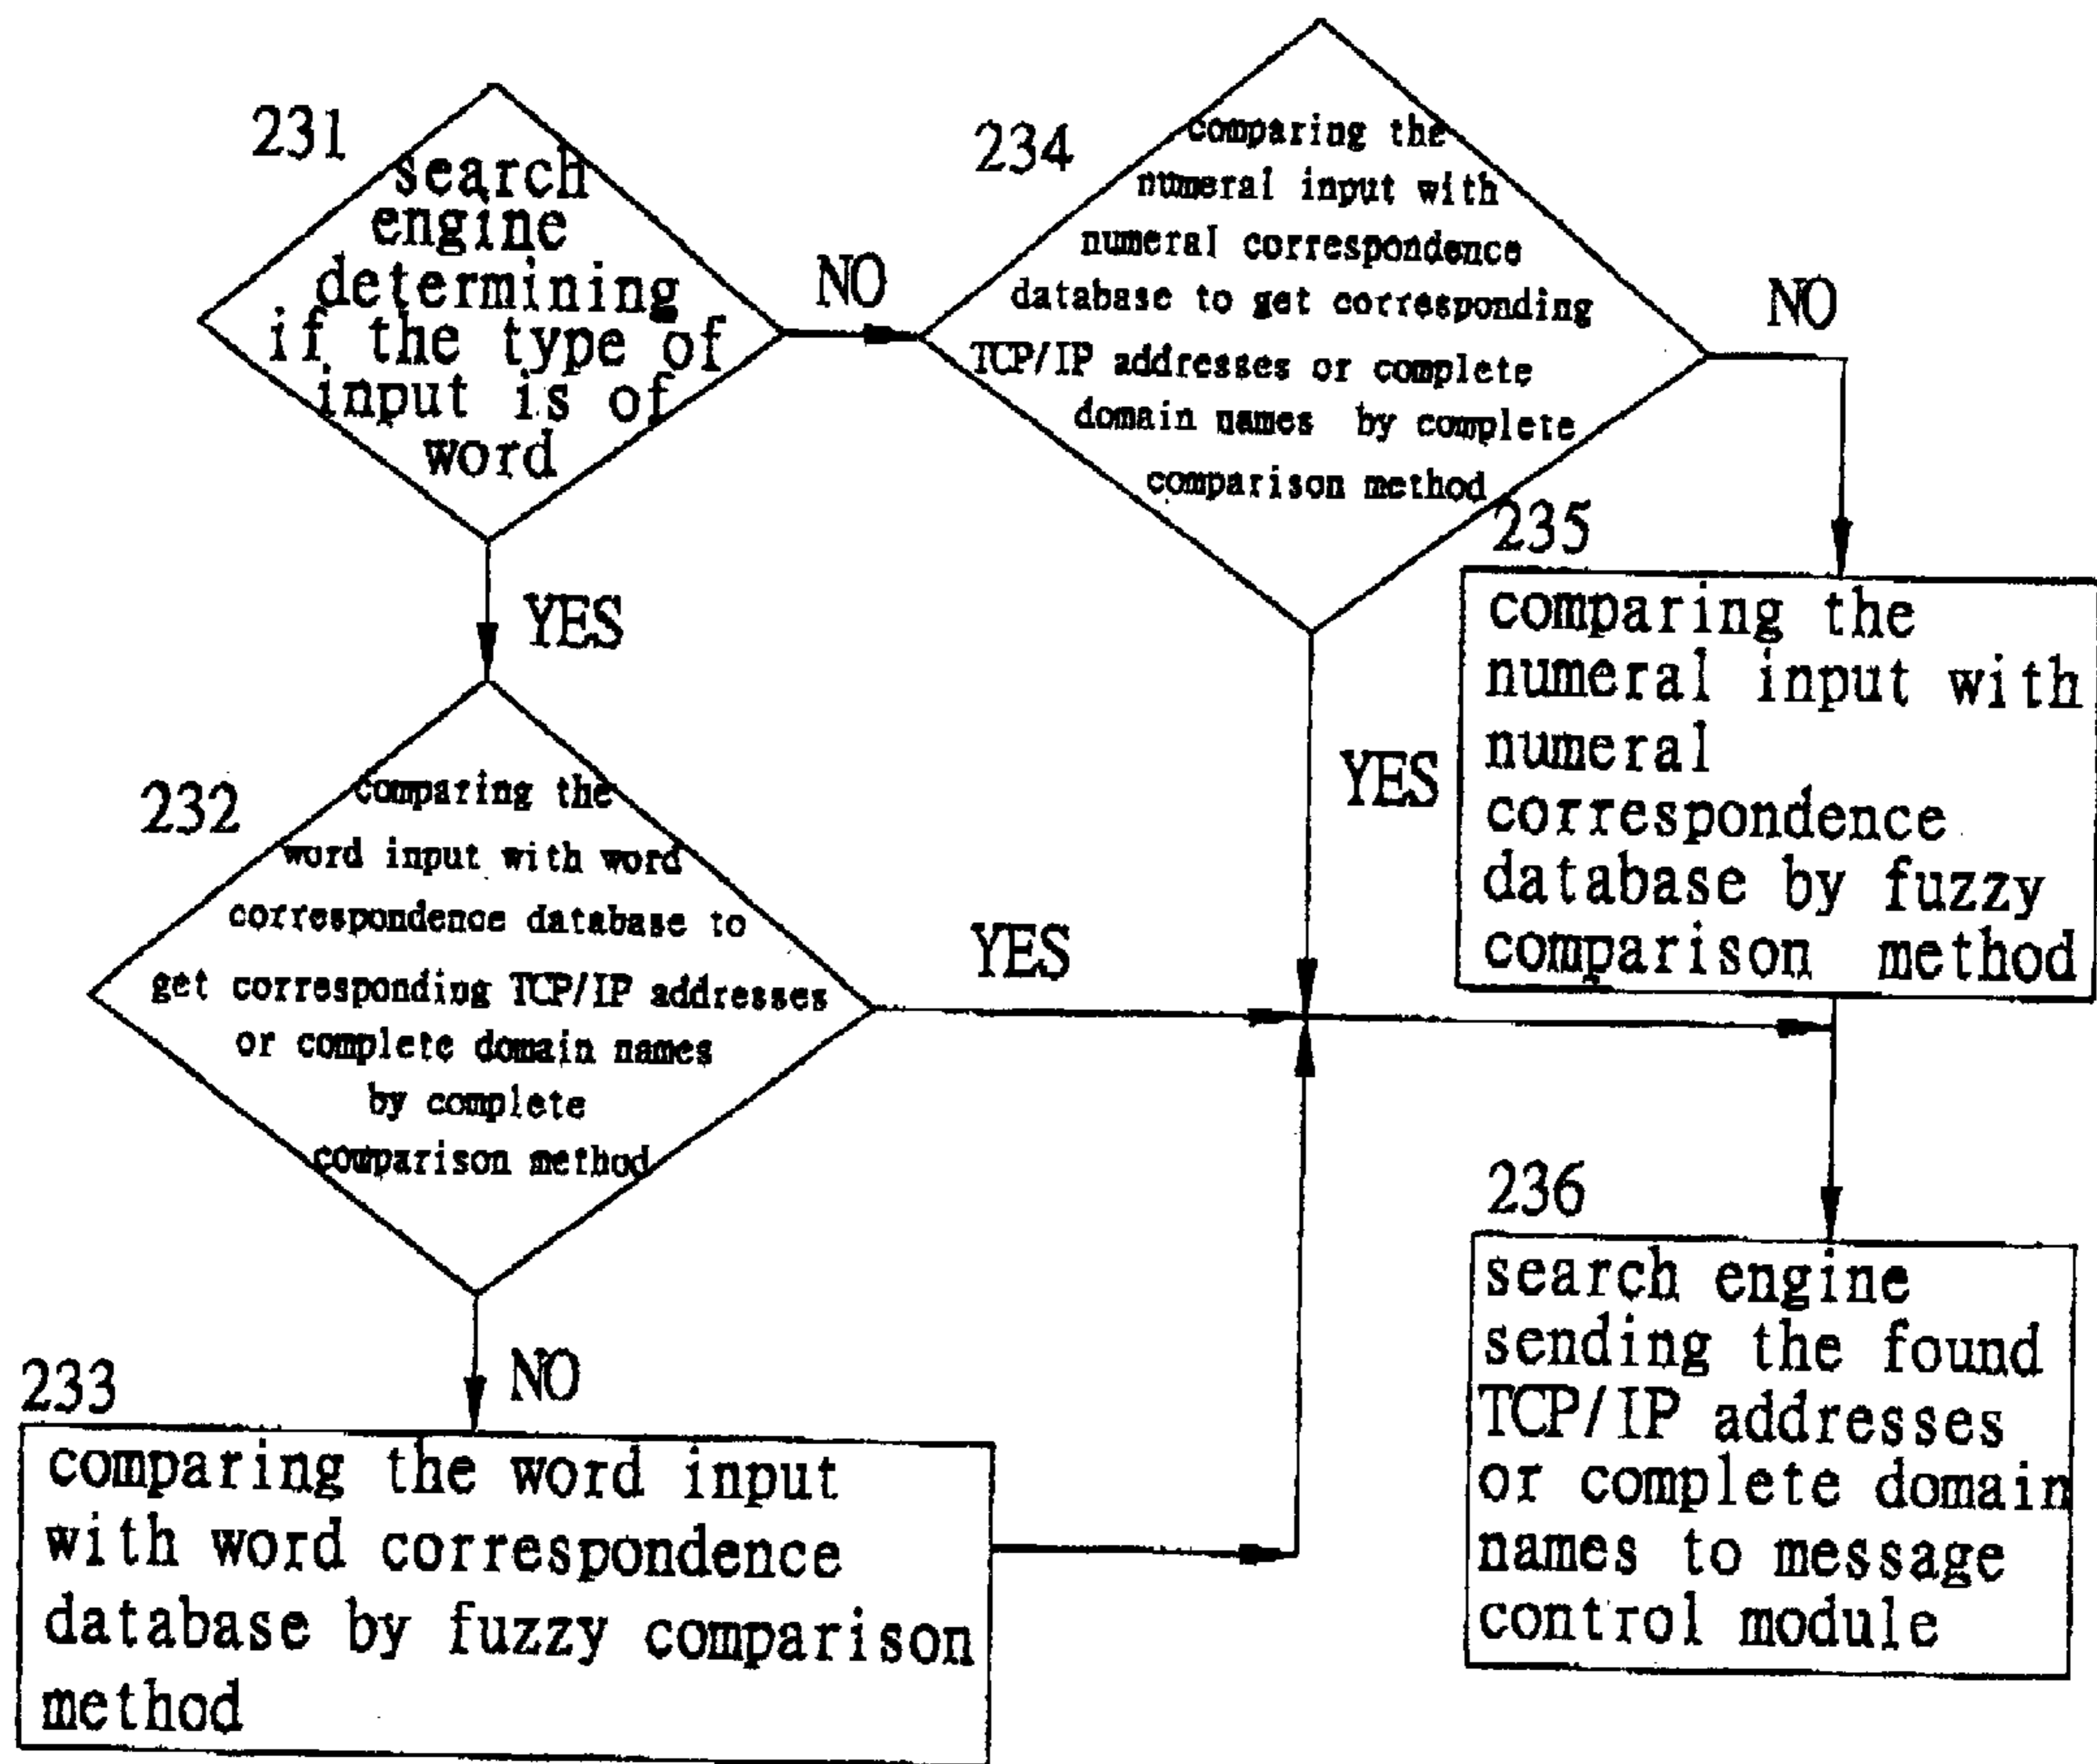 231
search
engine
determining
if the type of
input is of
word
NO
234
comparing the
numeral input with
numeral correspondence
database to get corresponding
TCP/IP addresses or complete
domain names by complete
comparison method
NO
YES
235
comparing the
numeral input with
numeral
correspondence
database by fuzzy
comparison method
YES
232
comparing the
word input with word
correspondence database to
get corresponding TCP/IP addresses
or complete domain names
by complete
comparison method
YES
NO
233
comparing the word input
with word correspondence
database by fuzzy comparison
method
236
search engine
sending the found
TCP/IP addresses
or complete domain
names to message
control module